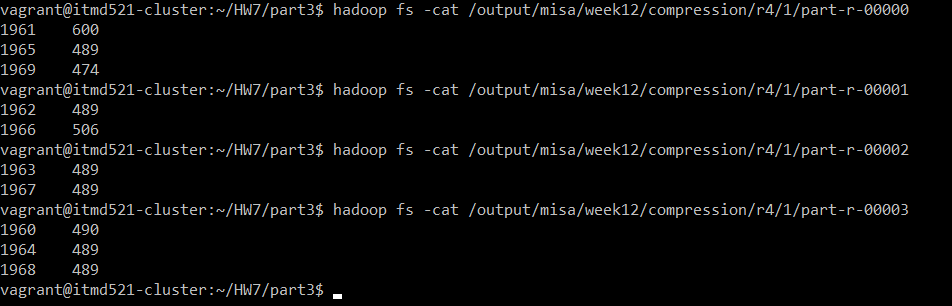 vagrant@itmd521-cluster:~/HW7/part3$ hadoop fs -cat /output/misa/week12/compression/r4/1/part-r-00000
1961    600
1965    489
1969    474
vagrant@itmd521-cluster:~/HW7/part3$ hadoop fs -cat /output/misa/week12/compression/r4/1/part-r-00001
1962    489
1966    506
vagrant@itmd521-cluster:~/HW7/part3$ hadoop fs -cat /output/misa/week12/compression/r4/1/part-r-00002
1963    489
1967    489
vagrant@itmd521-cluster:~/HW7/part3$ hadoop fs -cat /output/misa/week12/compression/r4/1/part-r-00003
1960    490
1964    489
1968    489
vagrant@itmd521-cluster:~/HW7/part3$